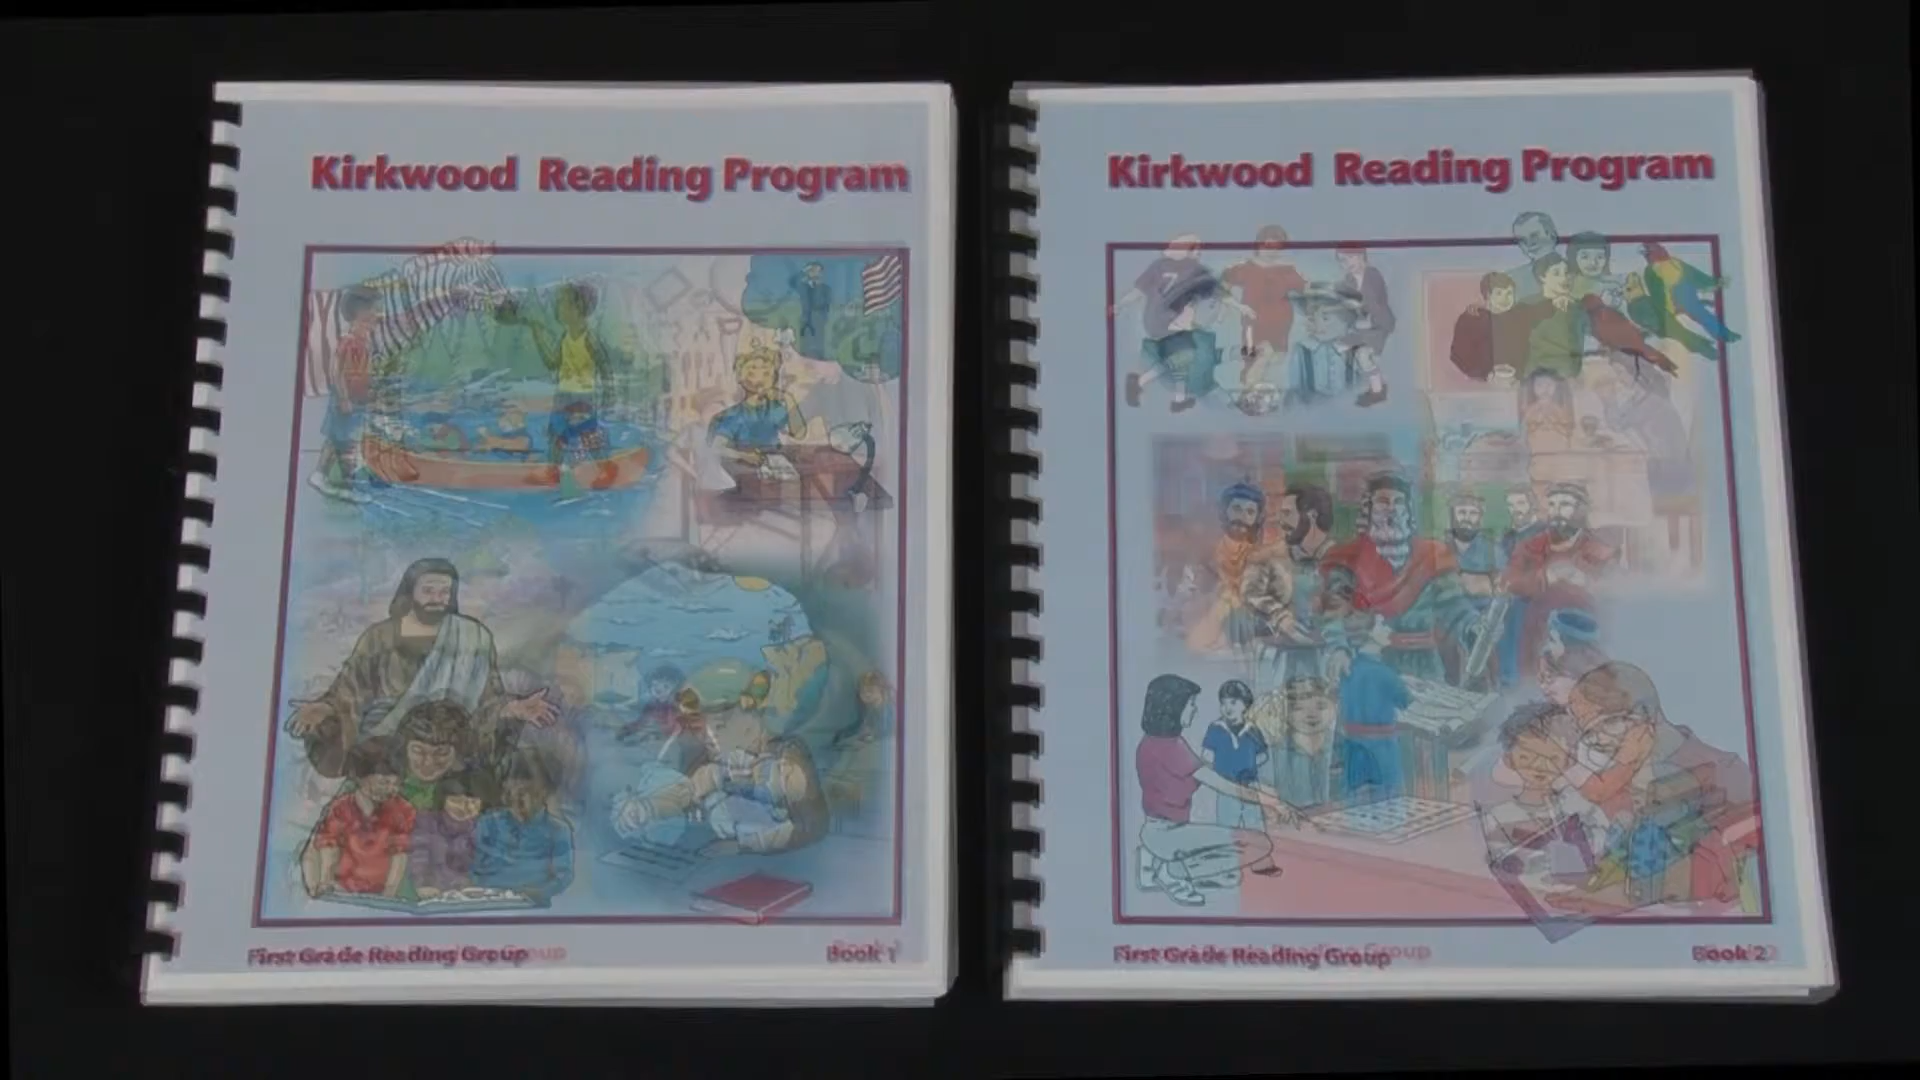 Kirkwood Reading Program
First Grade Reading Group
Book 1
Kirkwood Reading Program
First Grade Reading Group
Book 2